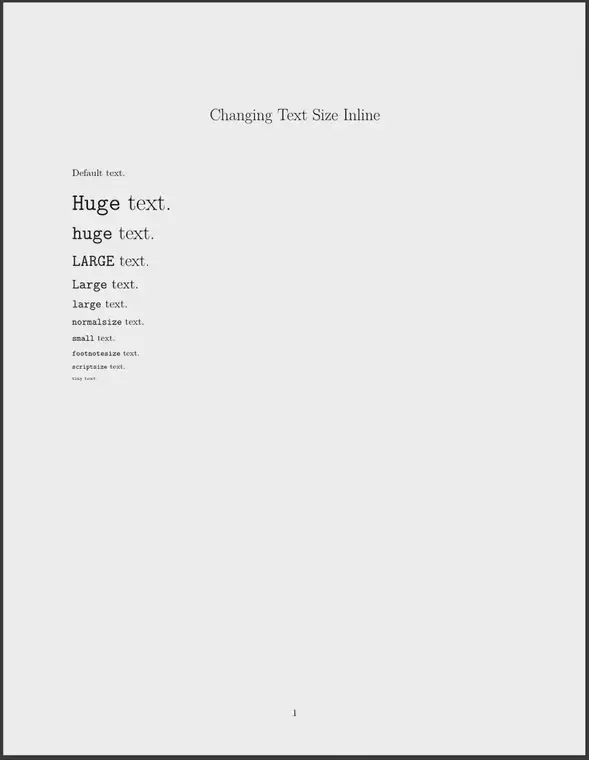 Changing Text Size Inline
Default text.
Huge text.
huge text.
LARGE text.
Large text.
large text.
normalsize text.
small text.
footnotesize text.
scriptsize text.
tiny text.
1